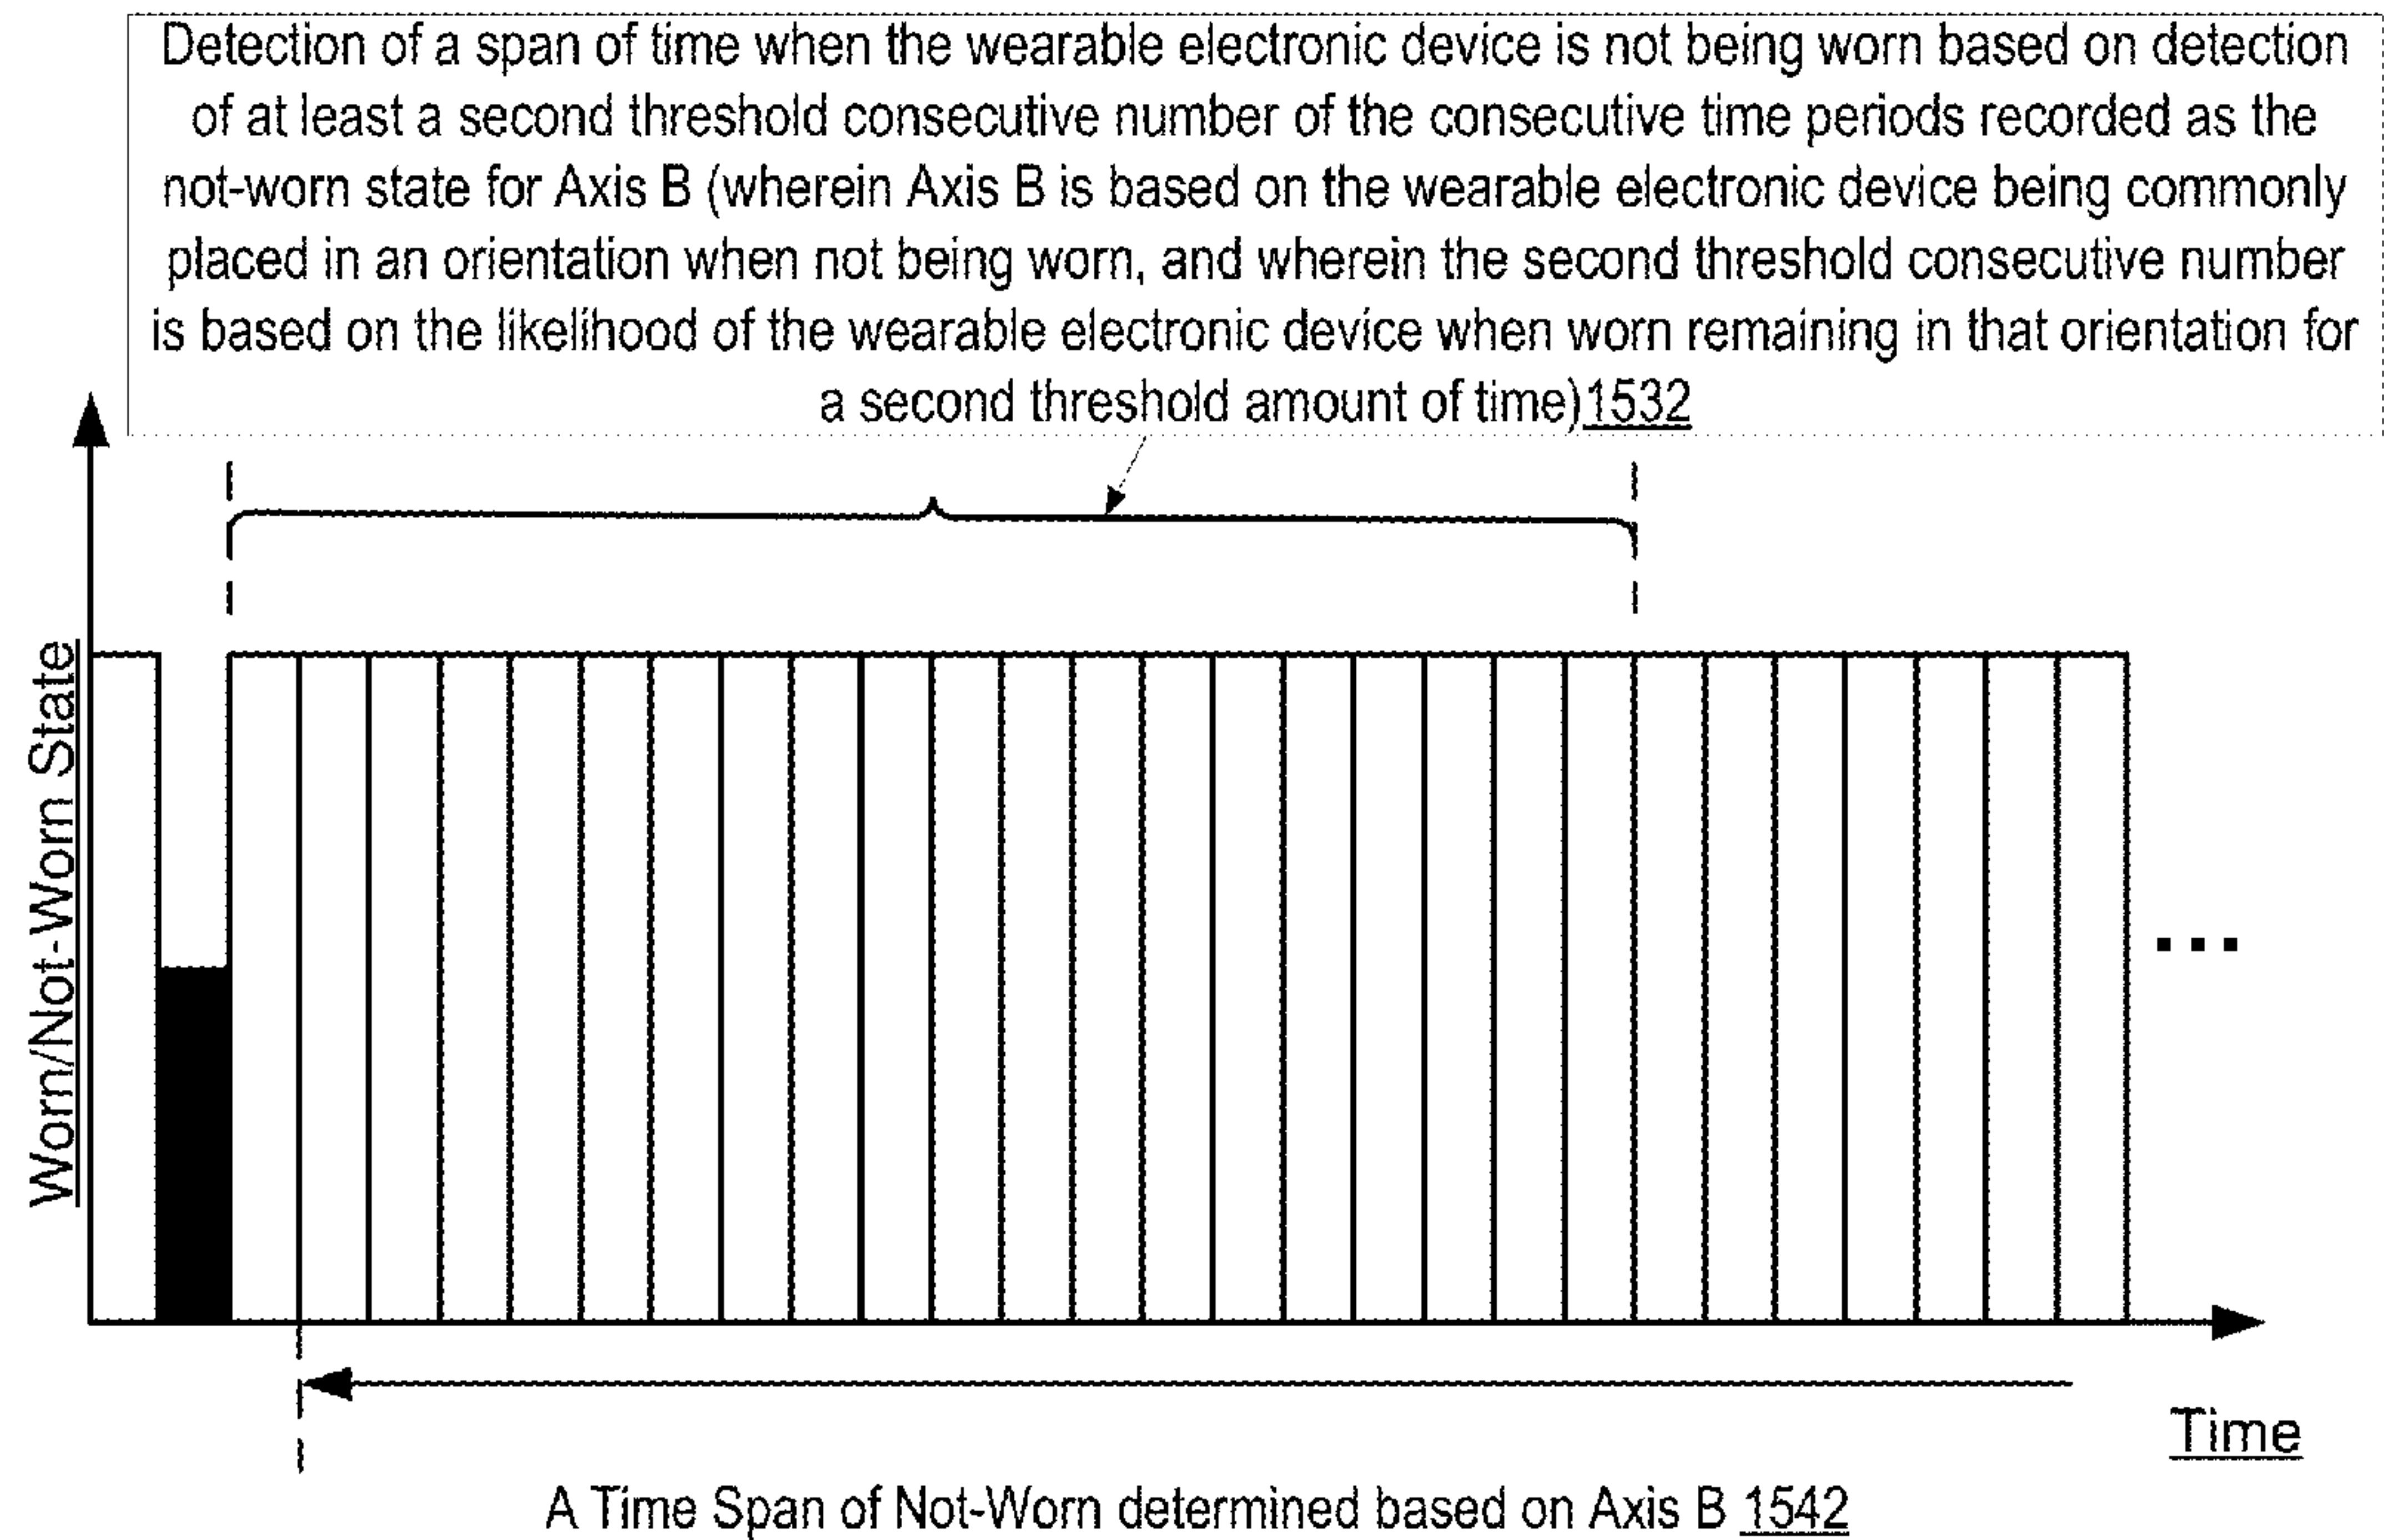 Detection of a span of time when the wearable electronic device is not being worn based on detection
of at least a second threshold consecutive number of the consecutive time periods recorded as the
not-worn state for Axis B (wherein Axis B is based on the wearable electronic device being commonly
placed in an orientation when not being worn, and wherein the second threshold consecutive number
is based on the likelihood of the wearable electronic device when worn remaining in that orientation for
a second threshold amount of time)1532
Worn/Not-Worn State
...
Time
A Time Span of Not-Worn determined based on Axis B 1542